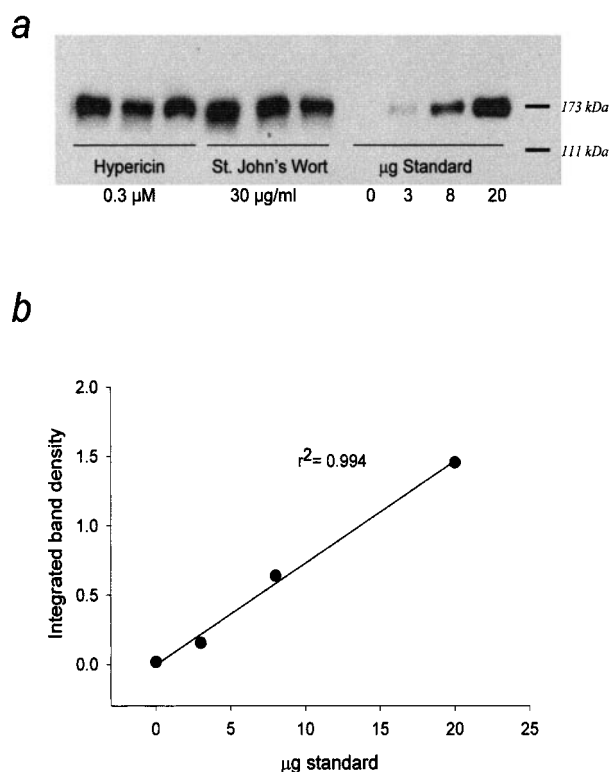 a
173 kDa
111 kDa
Hypericin St. John's Wort µg Standard
0.3 µM 30 µg/ml 0 3 8 20
b
2.0
1.5
1.0
0.5
0.0
Integrated band density
r2= 0.994
0 5 10 15 20 25
µg standard